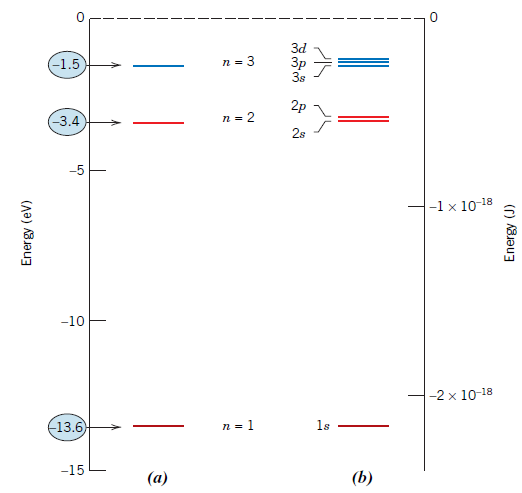 0
0
3d
-1.5
n = 3
3p
3s
2p
-3.4
n = 2
2s
-5
-1 × 10-18
Energy (eV)
Energy (J)
-10
-2 × 10-18
-13.6
n = 1
1s
-15
(a)
(b)